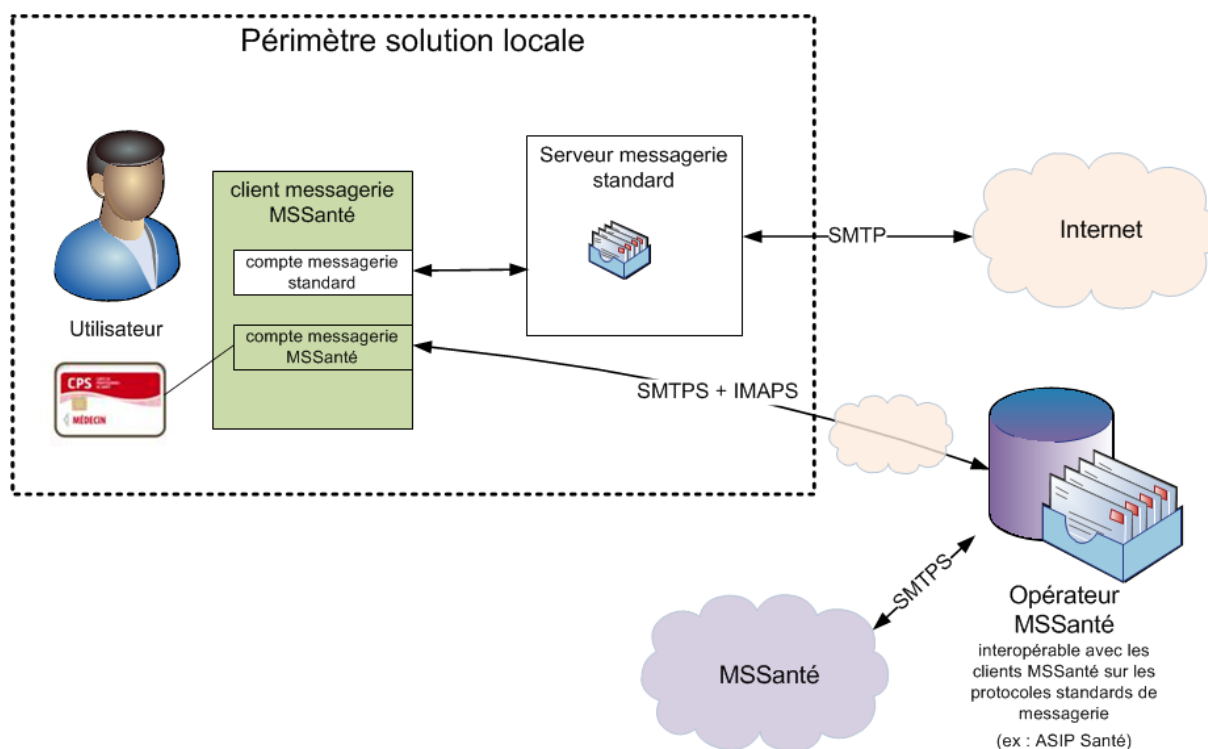 Périmètre solution locale
Utilisateur
CPS
MÉDECIN
client messagerie
MSSanté
compte messagerie
standard
compte messagerie
MSSanté
Serveur messagerie
standard
SMTP
Internet
SMTPS + IMAPS
SMTPS
MSSanté
Opérateur
MSSanté
interopérable avec les
clients MSSanté sur les
protocoles standards de
messagerie
(ex : ASIP Santé)